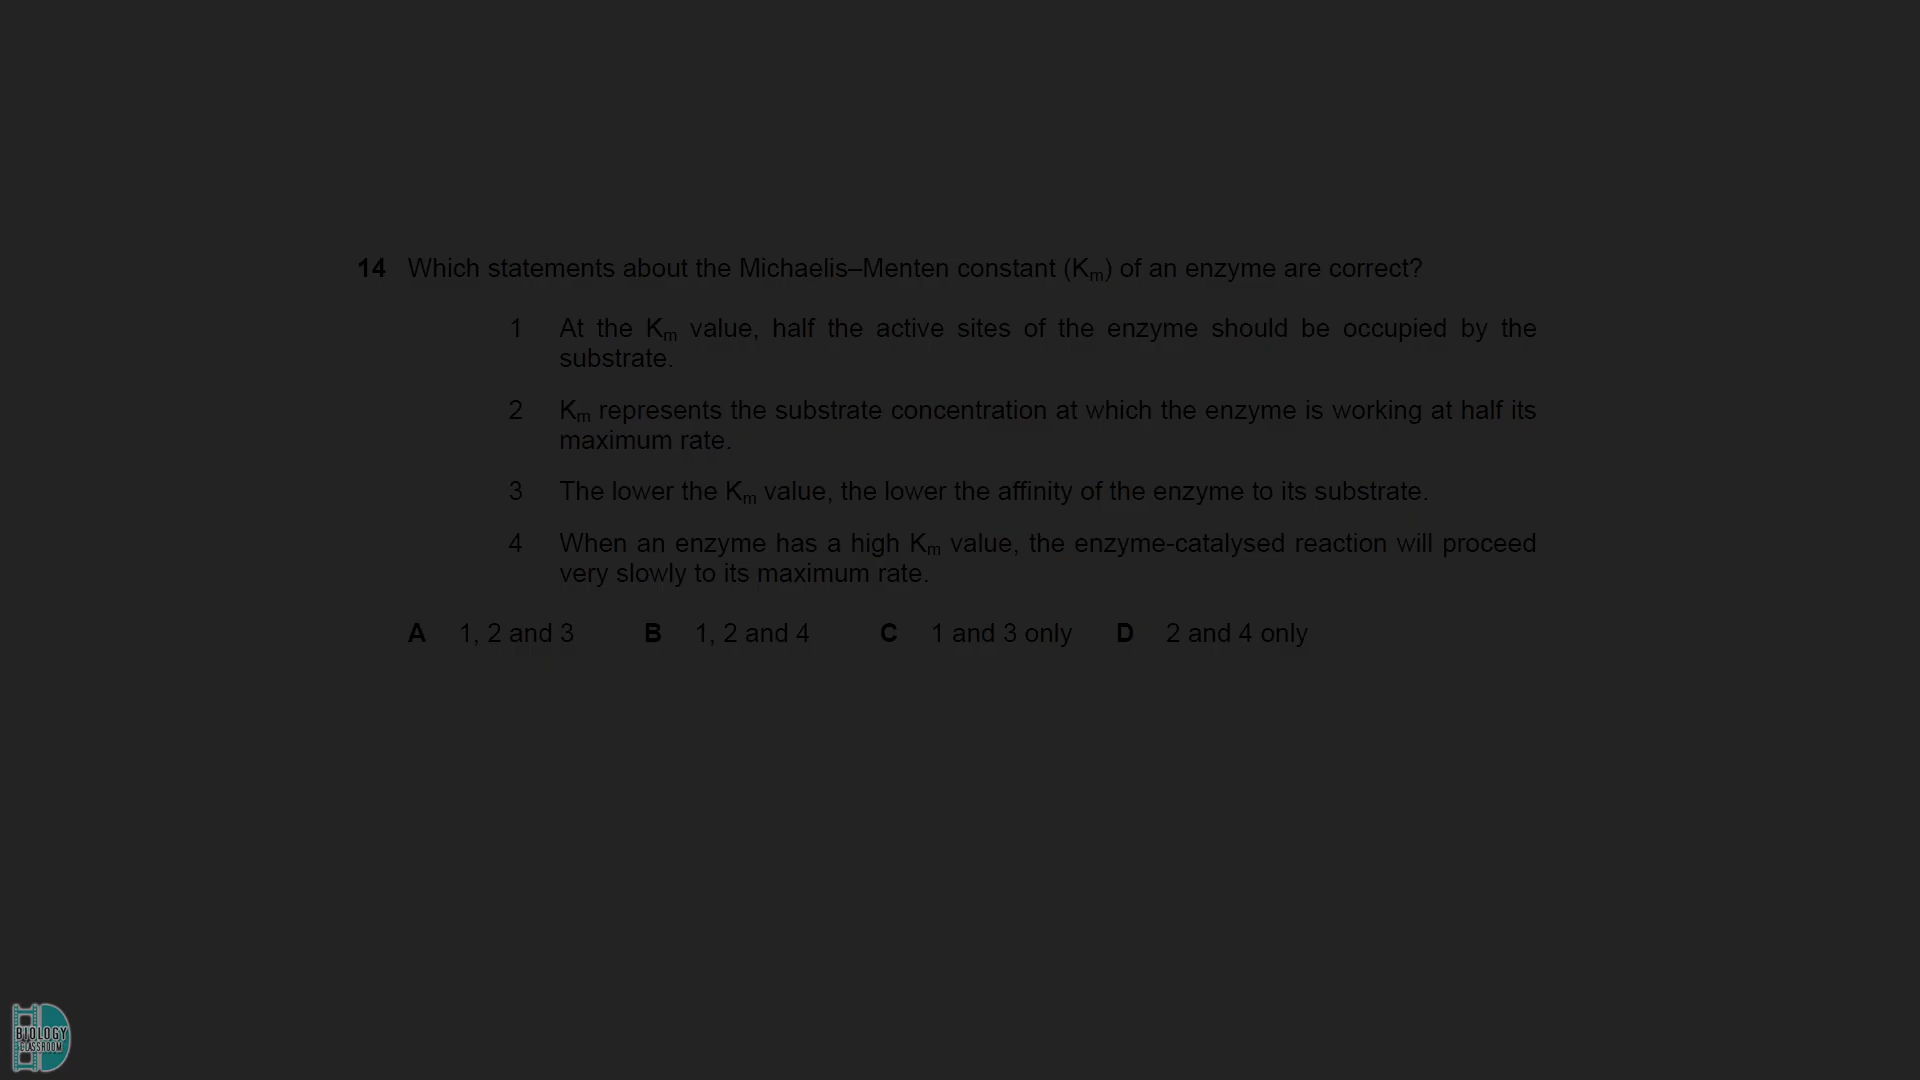 14 Which statements about the Michaelis–Menten constant (Km) of an enzyme are correct?
1 At the Km value, half the active sites of the enzyme should be occupied by the
substrate.
2 Km represents the substrate concentration at which the enzyme is working at half its
maximum rate.
3 The lower the Km value, the lower the affinity of the enzyme to its substrate.
4 When an enzyme has a high Km value, the enzyme-catalysed reaction will proceed
very slowly to its maximum rate.
A 1, 2 and 3 B 1, 2 and 4 C 1 and 3 only D 2 and 4 only
BIOLOGY
CLASSROOM